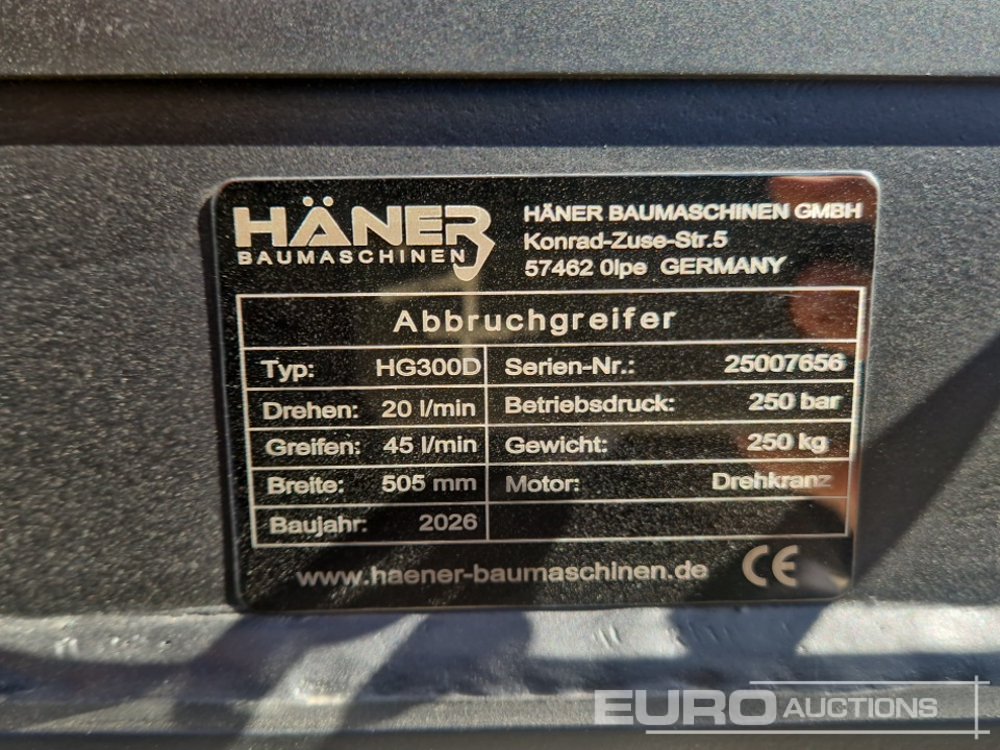 HÄNER
BAUMASCHINEN
HÄNER BAUMASCHINEN GMBH
Konrad-Zuse-Str.5
57462 Olpe GERMANY
Abbruchgreifer
Typ: HG300D Serien-Nr.: 25007656
Drehen: 20 l/min Betriebsdruck: 250 bar
Greifen: 45 l/min Gewicht: 250 kg
Breite: 505 mm Motor: Drehkranz
Baujahr: 2026
www.haener-baumaschinen.de CE
EURO AUCTIONS